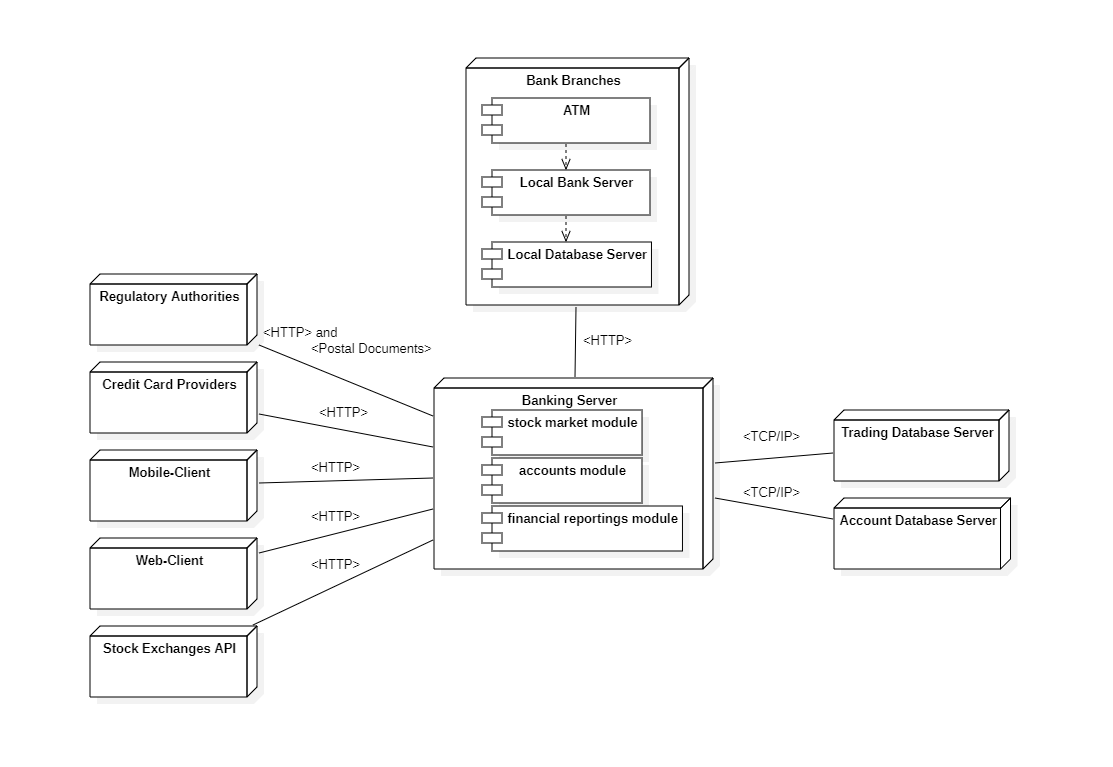 Bank Branches
ATM
Local Bank Server
Local Database Server
<HTTP>
Regulatory Authorities
<HTTP> and
<Postal Documents>
Credit Card Providers
<HTTP>
Mobile-Client
<HTTP>
Web-Client
<HTTP>
Stock Exchanges API
<HTTP>
Banking Server
stock market module
accounts module
financial reportings module
<TCP/IP>
Trading Database Server
<TCP/IP>
Account Database Server